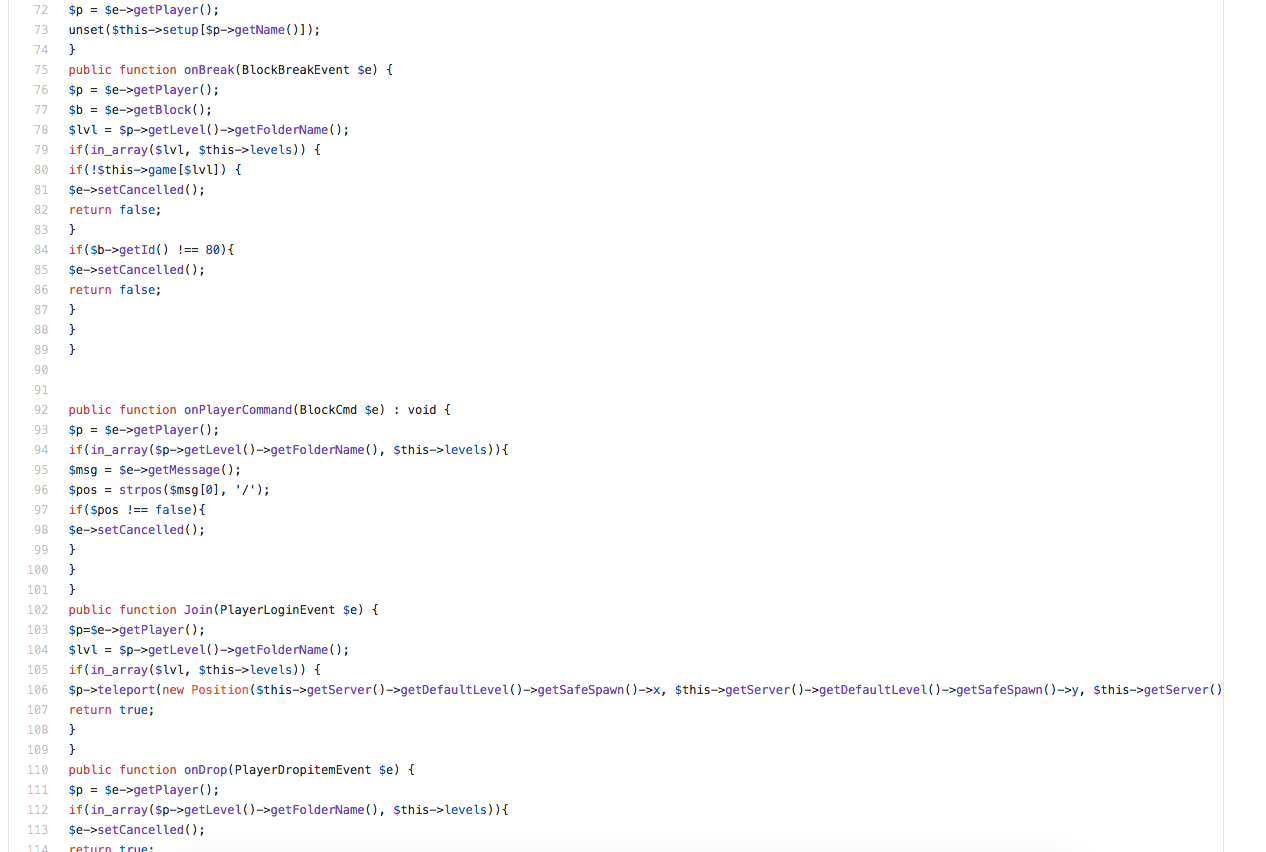 72 $p = $e->getPlayer();
73 unset($this->setup[$p->getName()]);
74 }
75 public function onBreak(BlockBreakEvent $e) {
76 $p = $e->getPlayer();
77 $b = $e->getBlock();
78 $lvl = $p->getLevel()->getFolderName();
79 if(in_array($lvl, $this->levels)) {
80 if(!$this->game[$lvl]) {
81 $e->setCancelled();
82 return false;
83 }
84 if($b->getId() !== 80){
85 $e->setCancelled();
86 return false;
87 }
88 }
89 }
90
91
92 public function onPlayerCommand(BlockCmd $e) : void {
93 $p = $e->getPlayer();
94 if(in_array($p->getLevel()->getFolderName(), $this->levels)){
95 $msg = $e->getMessage();
96 $pos = strpos($msg[0], '/');
97 if($pos !== false){
98 $e->setCancelled();
99 }
100 }
101 }
102 public function Join(PlayerLoginEvent $e) {
103 $p=$e->getPlayer();
104 $lvl = $p->getLevel()->getFolderName();
105 if(in_array($lvl, $this->levels)) {
106 $p->teleport(new Position($this->getServer()->getDefaultLevel()->getSafeSpawn()->x, $this->getServer()->getDefaultLevel()->getSafeSpawn()->y, $this->getServer()
107 return true;
108 }
109 }
110 public function onDrop(PlayerDropitemEvent $e) {
111 $p = $e->getPlayer();
112 if(in_array($p->getLevel()->getFolderName(), $this->levels)){
113 $e->setCancelled();
114 return true;